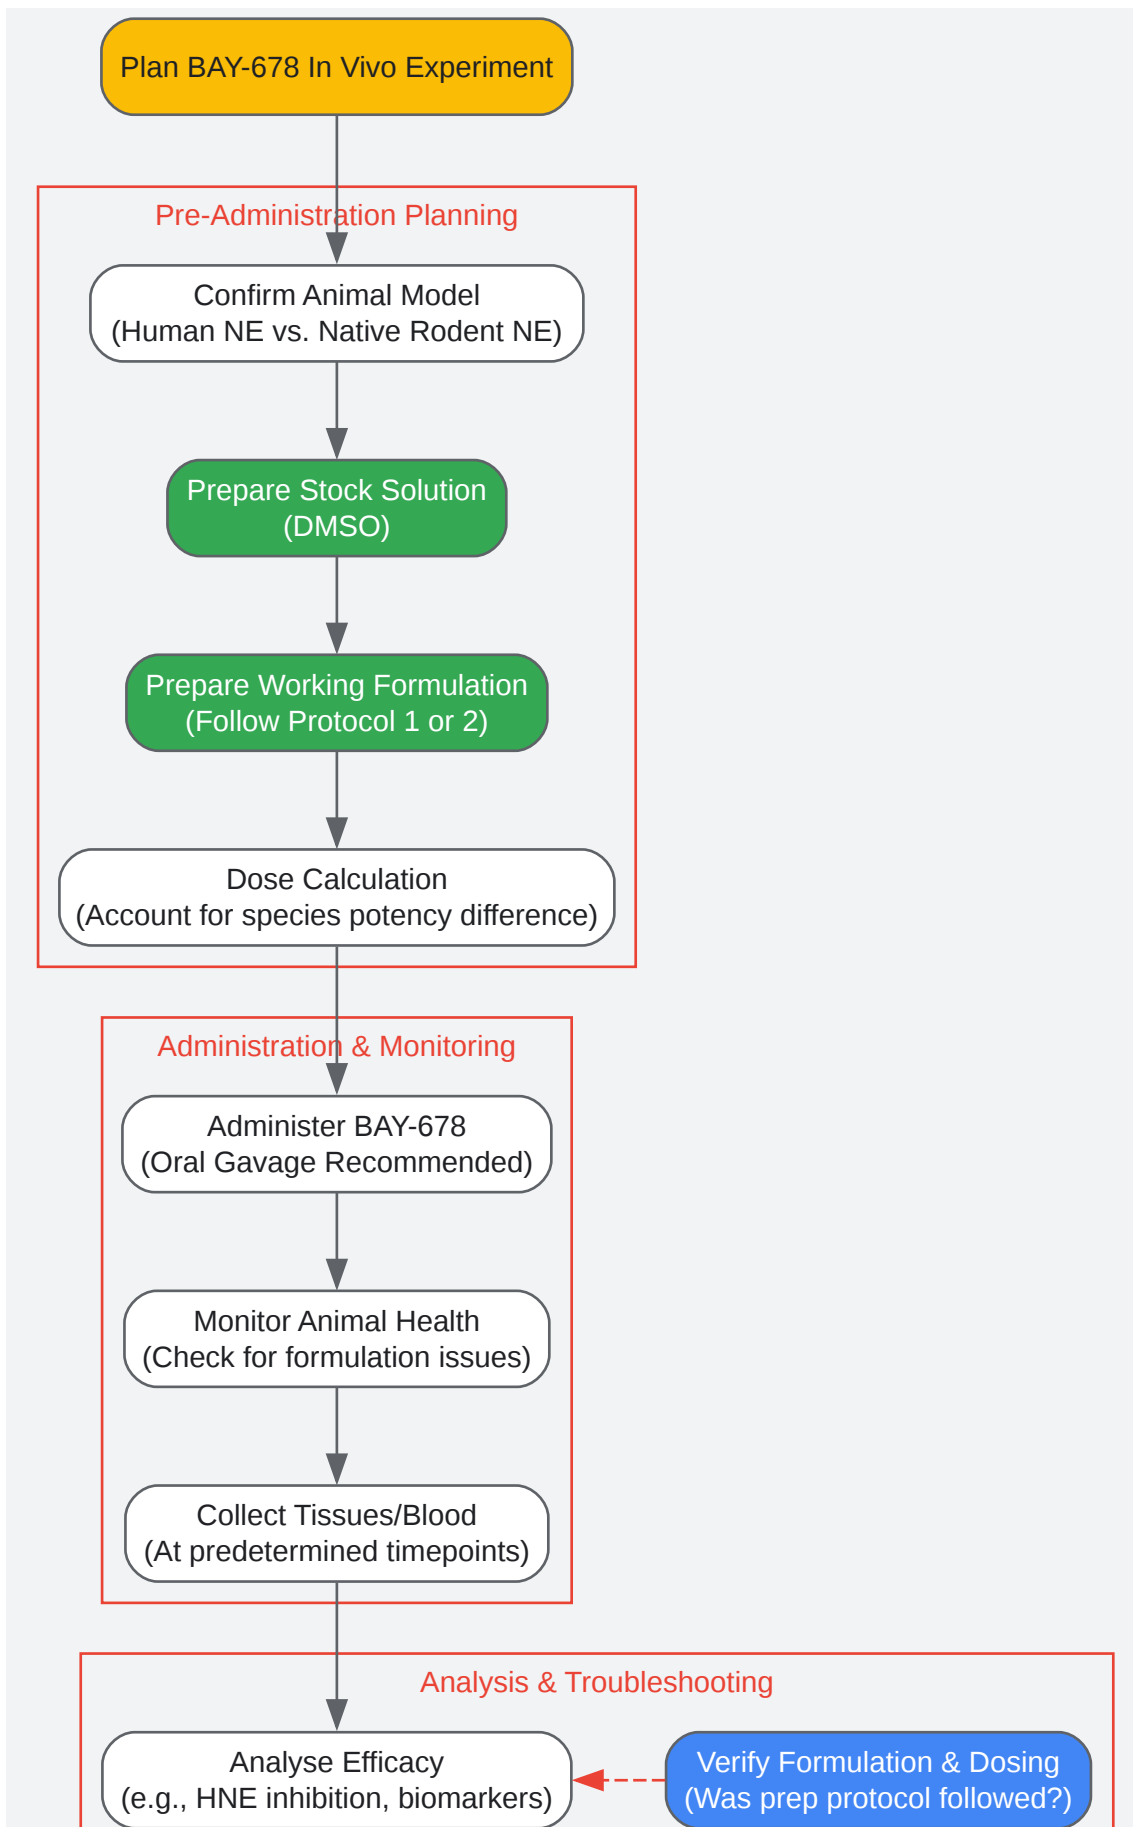 Plan BAY-678 In Vivo Experiment
Pre-Administration Planning
Confirm Animal Model
(Human NE vs. Native Rodent NE)
Prepare Stock Solution
(DMSO)
Prepare Working Formulation
(Follow Protocol 1 or 2)
Dose Calculation
(Account for species potency difference)
Administration & Monitoring
Administer BAY-678
(Oral Gavage Recommended)
Monitor Animal Health
(Check for formulation issues)
Collect Tissues/Blood
(At predetermined timepoints)
Analysis & Troubleshooting
Analyse Efficacy
(e.g., HNE inhibition, biomarkers)
Verify Formulation & Dosing
(Was prep protocol followed?)